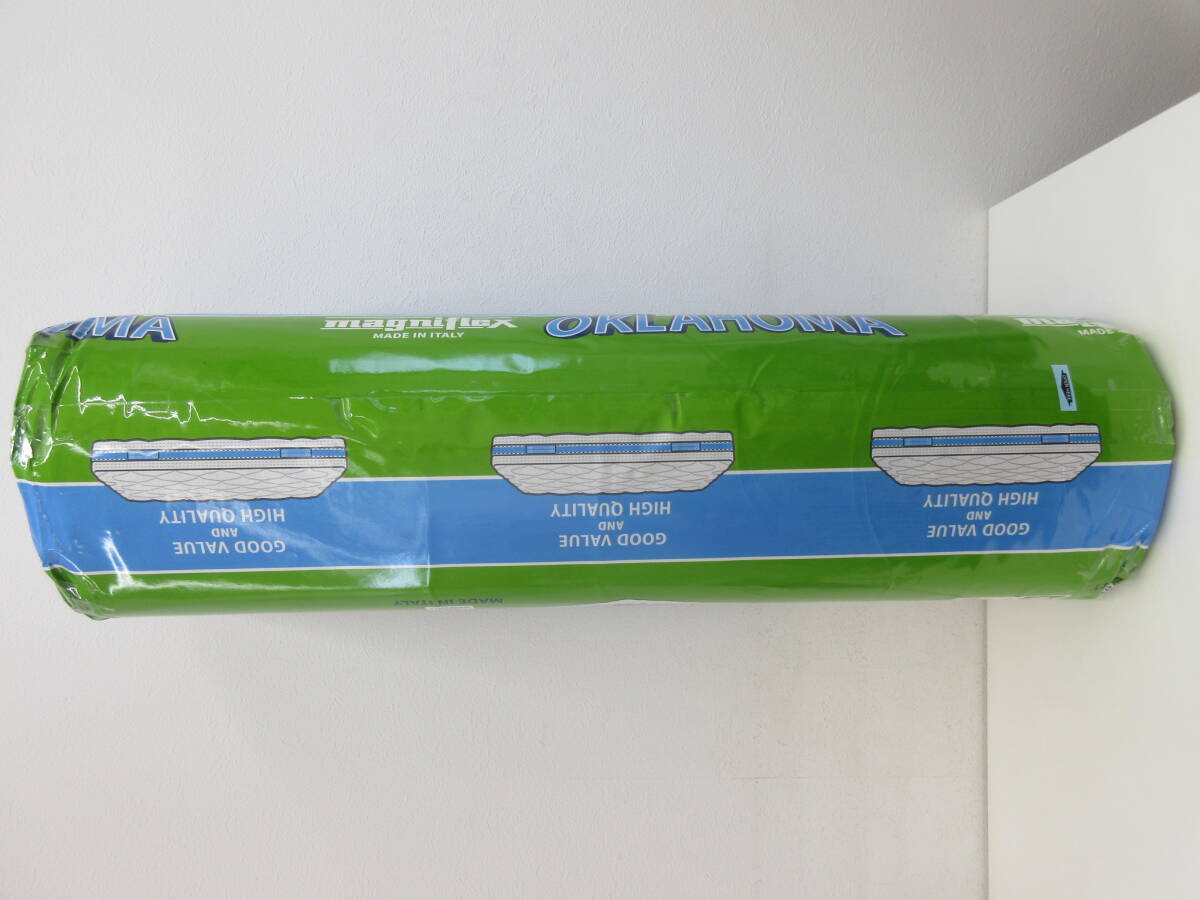 OMA
magniflex
MADE IN ITALY
OKLAHOMA
MADE
GOOD VALUE
AND
HIGH QUALITY
GOOD VALUE
AND
HIGH QUALITY
GOOD VALUE
AND
HIGH QUALITY
MADE IN ITALY